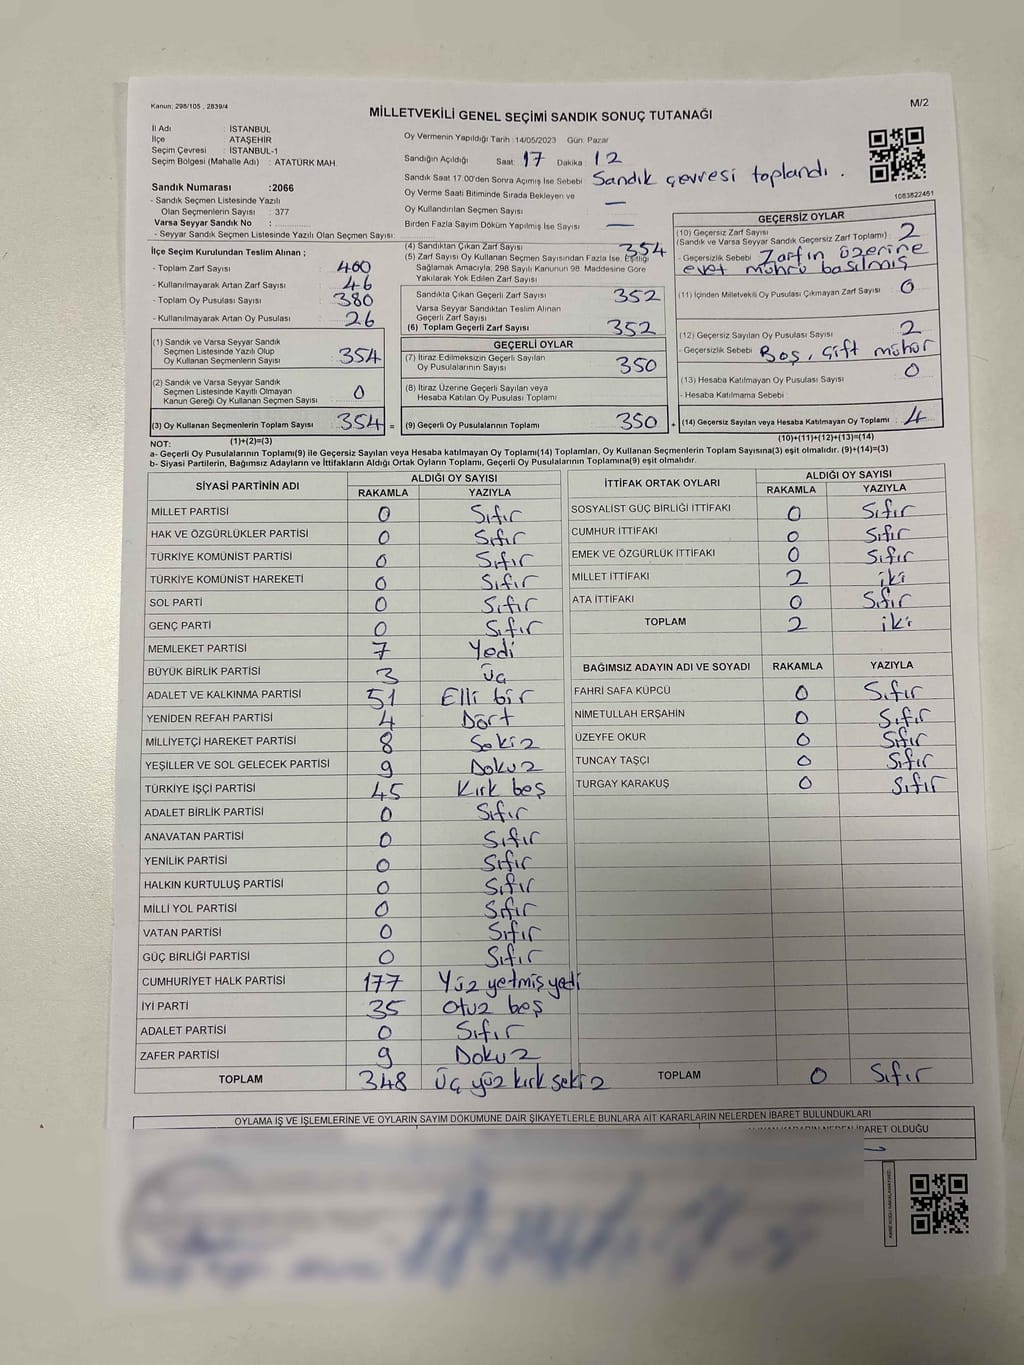 Kanun: 298/105 , 2839/4
M/2
MİLLETVEKİLİ GENEL SEÇİMİ SANDIK SONUÇ TUTANAĞI
İl Adı : İSTANBUL
İlçe : ATAŞEHİR
Seçim Çevresi : İSTANBUL-1
Seçim Bölgesi (Mahalle Adı) : ATATÜRK MAH.
Sandık Numarası :2066
- Sandık Seçmen Listesinde Yazılı
Olan Seçmenlerin Sayısı : 377
Varsa Seyyar Sandık No :
- Seyyar Sandık Seçmen Listesinde Yazılı Olan Seçmen Sayısı:
Oy Vermenin Yapıldığı Tarih :14/05/2023 Gün: Pazar
Sandığın Açıldığı Saat: 17 Dakika : 12
Sandık Saat 17.00'den Sonra Açımış İse Sebebi Sandık çevresi toplandı .
Oy Verme Saati Bitiminde Sırada Bekleyen ve
Oy Kullandırılan Seçmen Sayısı : —
Birden Fazla Sayım Döküm Yapılmış İse Sayısı : —
1083822461
İlçe Seçim Kurulundan Teslim Alınan ;
- Toplam Zarf Sayısı : 400
- Kullanılmayarak Artan Zarf Sayısı : 46
- Toplam Oy Pusulası Sayısı : 380
- Kullanılmayarak Artan Oy Pusulası : 26
(1) Sandık ve Varsa Seyyar Sandık
Seçmen Listesinde Yazılı Olup
Oy Kullanan Seçmenlerin Sayısı : 354
(2) Sandık ve Varsa Seyyar Sandık
Seçmen Listesinde Kayıtlı Olmayan
Kanun Gereği Oy Kullanan Seçmen Sayısı : 0
(3) Oy Kullanan Seçmenlerin Toplam Sayısı : 354 =
(1)+(2)=(3)
(4) Sandıktan Çıkan Zarf Sayısı 354
(5) Zarf Sayısı Oy Kullanan Seçmen Sayısından Fazla İse, Eşitliği
Sağlamak Amacıyla, 298 Sayılı Kanunun 98. Maddesine Göre
Yakılarak Yok Edilen Zarf Sayısı
Sandıkta Çıkan Geçerli Zarf Sayısı 352
Varsa Seyyar Sandıktan Teslim Alınan
Geçerli Zarf Sayısı
(6) Toplam Geçerli Zarf Sayısı : 352
GEÇERLİ OYLAR
(7) İtiraz Edilmeksizin Geçerli Sayılan
Oy Pusulalarının Sayısı : 350
(8) İtiraz Üzerine Geçerli Sayılan veya
Hesaba Katılan Oy Pusulası Toplamı
(9) Geçerli Oy Pusulalarının Toplamı : 350 +
GEÇERSİZ OYLAR
(10) Geçersiz Zarf Sayısı
(Sandık ve Varsa Seyyar Sandık Geçersiz Zarf Toplamı) : 2
- Geçersizlik Sebebi : Zarfın üzerine
evet mührü basılmış
(11) İçinden Milletvekili Oy Pusulası Çıkmayan Zarf Sayısı : 0
(12) Geçersiz Sayılan Oy Pusulası Sayısı : 2
- Geçersizlik Sebebi : Boş, çift mühür
(13) Hesaba Katılmayan Oy Pusulası Sayısı : 0
- Hesaba Katılmama Sebebi :
(14) Geçersiz Sayılan veya Hesaba Katılmayan Oy Toplamı : 4
(10)+(11)+(12)+(13)=(14)
NOT:
a- Geçerli Oy Pusulalarının Toplamı(9) ile Geçersiz Sayılan veya Hesaba katılmayan Oy Toplamı(14) Toplamları, Oy Kullanan Seçmenlerin Toplam Sayısına(3) eşit olmalıdır. (9)+(14)=(3)
b- Siyasi Partilerin, Bağımsız Adayların ve İttifakların Aldığı Ortak Oyların Toplamı, Geçerli Oy Pusulalarının Toplamına(9) eşit olmalıdır.
SİYASİ PARTİNİN ADI ALDIĞI OY SAYISI
RAKAMLA YAZIYLA
MİLLET PARTİSİ 0 Sıfır
HAK VE ÖZGÜRLÜKLER PARTİSİ 0 Sıfır
TÜRKİYE KOMÜNİST PARTİSİ 0 Sıfır
TÜRKİYE KOMÜNİST HAREKETİ 0 Sıfır
SOL PARTİ 0 Sıfır
GENÇ PARTİ 0 Sıfır
MEMLEKET PARTİSİ 7 Yedi
BÜYÜK BİRLİK PARTİSİ 3 Üç
ADALET VE KALKINMA PARTİSİ 51 Elli bir
YENİDEN REFAH PARTİSİ 4 Dört
MİLLİYETÇİ HAREKET PARTİSİ 8 Sekiz
YEŞİLLER VE SOL GELECEK PARTİSİ 9 Dokuz
TÜRKİYE İŞÇİ PARTİSİ 45 Kırk beş
ADALET BİRLİK PARTİSİ 0 Sıfır
ANAVATAN PARTİSİ 0 Sıfır
YENİLİK PARTİSİ 0 Sıfır
HALKIN KURTULUŞ PARTİSİ 0 Sıfır
MİLLİ YOL PARTİSİ 0 Sıfır
VATAN PARTİSİ 0 Sıfır
GÜÇ BİRLİĞİ PARTİSİ 0 Sıfır
CUMHURİYET HALK PARTİSİ 177 Yüz yetmiş yedi
İYİ PARTİ 35 Otuz beş
ADALET PARTİSİ 0 Sıfır
ZAFER PARTİSİ 9 Dokuz
TOPLAM 348 Üç yüz kırk sekiz
İTTİFAK ORTAK OYLARI ALDIĞI OY SAYISI
RAKAMLA YAZIYLA
SOSYALİST GÜÇ BİRLİĞİ İTTİFAKI 0 Sıfır
CUMHUR İTTİFAKI 0 Sıfır
EMEK VE ÖZGÜRLÜK İTTİFAKI 0 Sıfır
MİLLET İTTİFAKI 2 iki
ATA İTTİFAKI 0 Sıfır
TOPLAM 2 iki
BAĞIMSIZ ADAYIN ADI VE SOYADI RAKAMLA YAZIYLA
FAHRİ SAFA KÜPCÜ 0 Sıfır
NİMETULLAH ERŞAHİN 0 Sıfır
ÜZEYFE OKUR 0 Sıfır
TUNCAY TAŞÇI 0 Sıfır
TURGAY KARAKUŞ 0 Sıfır
TOPLAM 0 Sıfır
OYLAMA İŞ VE İŞLEMLERİNE VE OYLARIN SAYIM DÖKÜMÜNE DAİR ŞİKAYETLERLE BUNLARA AİT KARARLARIN NELERDEN İBARET BULUNDUKLARI
İBARET OLDUĞU